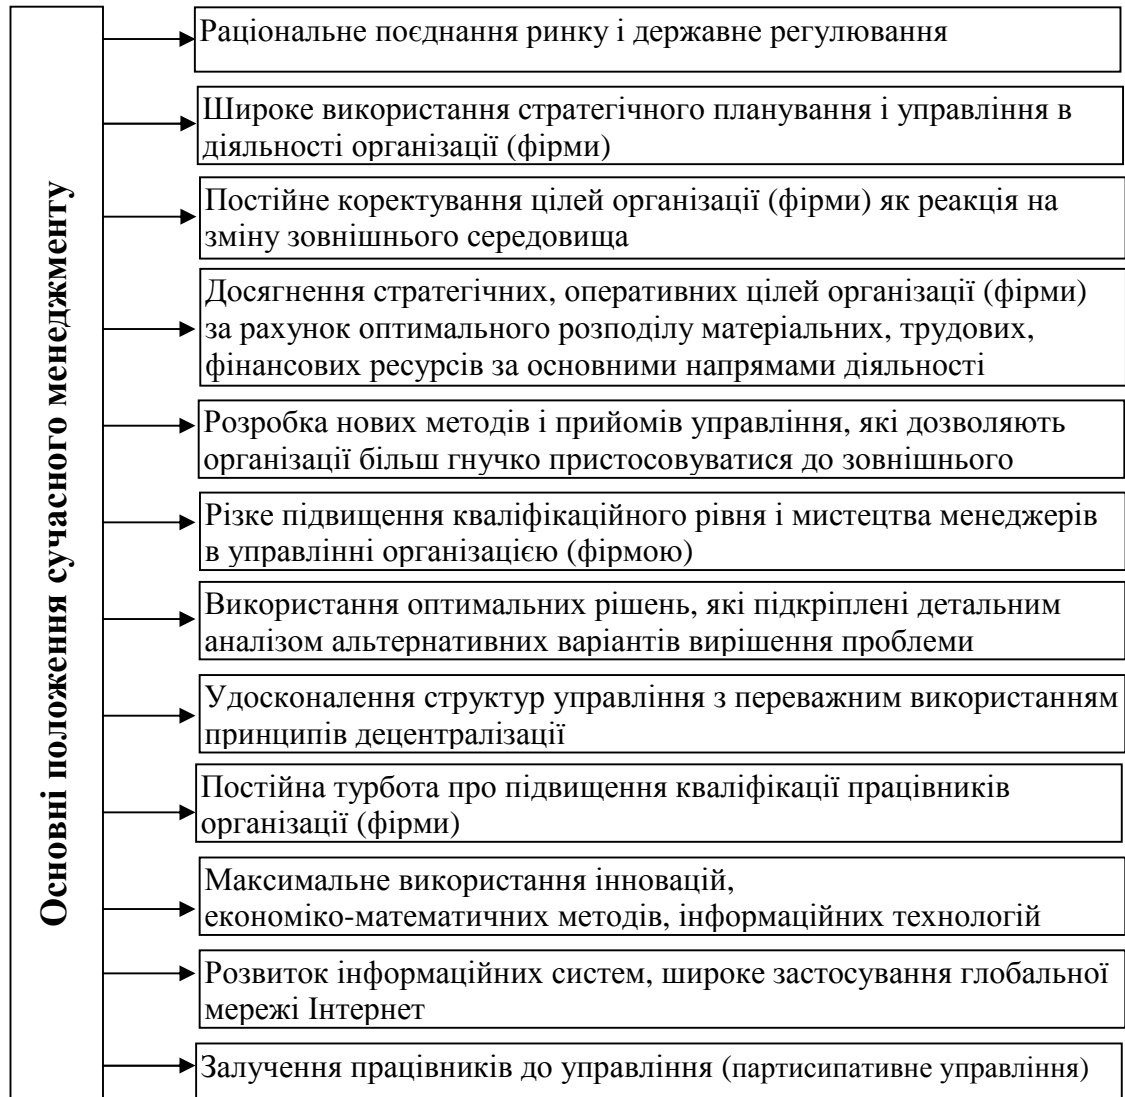 Основні положення сучасного менеджменту
Раціональне поєднання ринку і державне регулювання
Широке використання стратегічного планування і управління в
діяльності організації (фірми)
Постійне коректування цілей організації (фірми) як реакція на
зміну зовнішнього середовища
Досягнення стратегічних, оперативних цілей організації (фірми)
за рахунок оптимального розподілу матеріальних, трудових,
фінансових ресурсів за основними напрямами діяльності
Розробка нових методів і прийомів управління, які дозволяють
організації більш гнучко пристосовуватися до зовнішнього
Різке підвищення кваліфікаційного рівня і мистецтва менеджерів
в управлінні організацією (фірмою)
Використання оптимальних рішень, які підкріплені детальним
аналізом альтернативних варіантів вирішення проблеми
Удосконалення структур управління з переважним використанням
принципів децентралізації
Постійна турбота про підвищення кваліфікації працівників
організації (фірми)
Максимальне використання інновацій,
економіко-математичних методів, інформаційних технологій
Розвиток інформаційних систем, широке застосування глобальної
мережі Інтернет
Залучення працівників до управління (партисипативне управління)